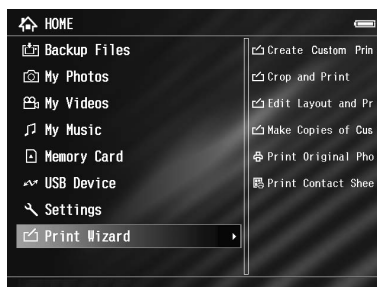 HOME
Backup Files
My Photos
My Videos
My Music
Memory Card
USB Device
Settings
Print Wizard
Create Custom Prin
Crop and Print
Edit Layout and Pr
Make Copies of Cus
Print Original Pho
Print Contact Shee